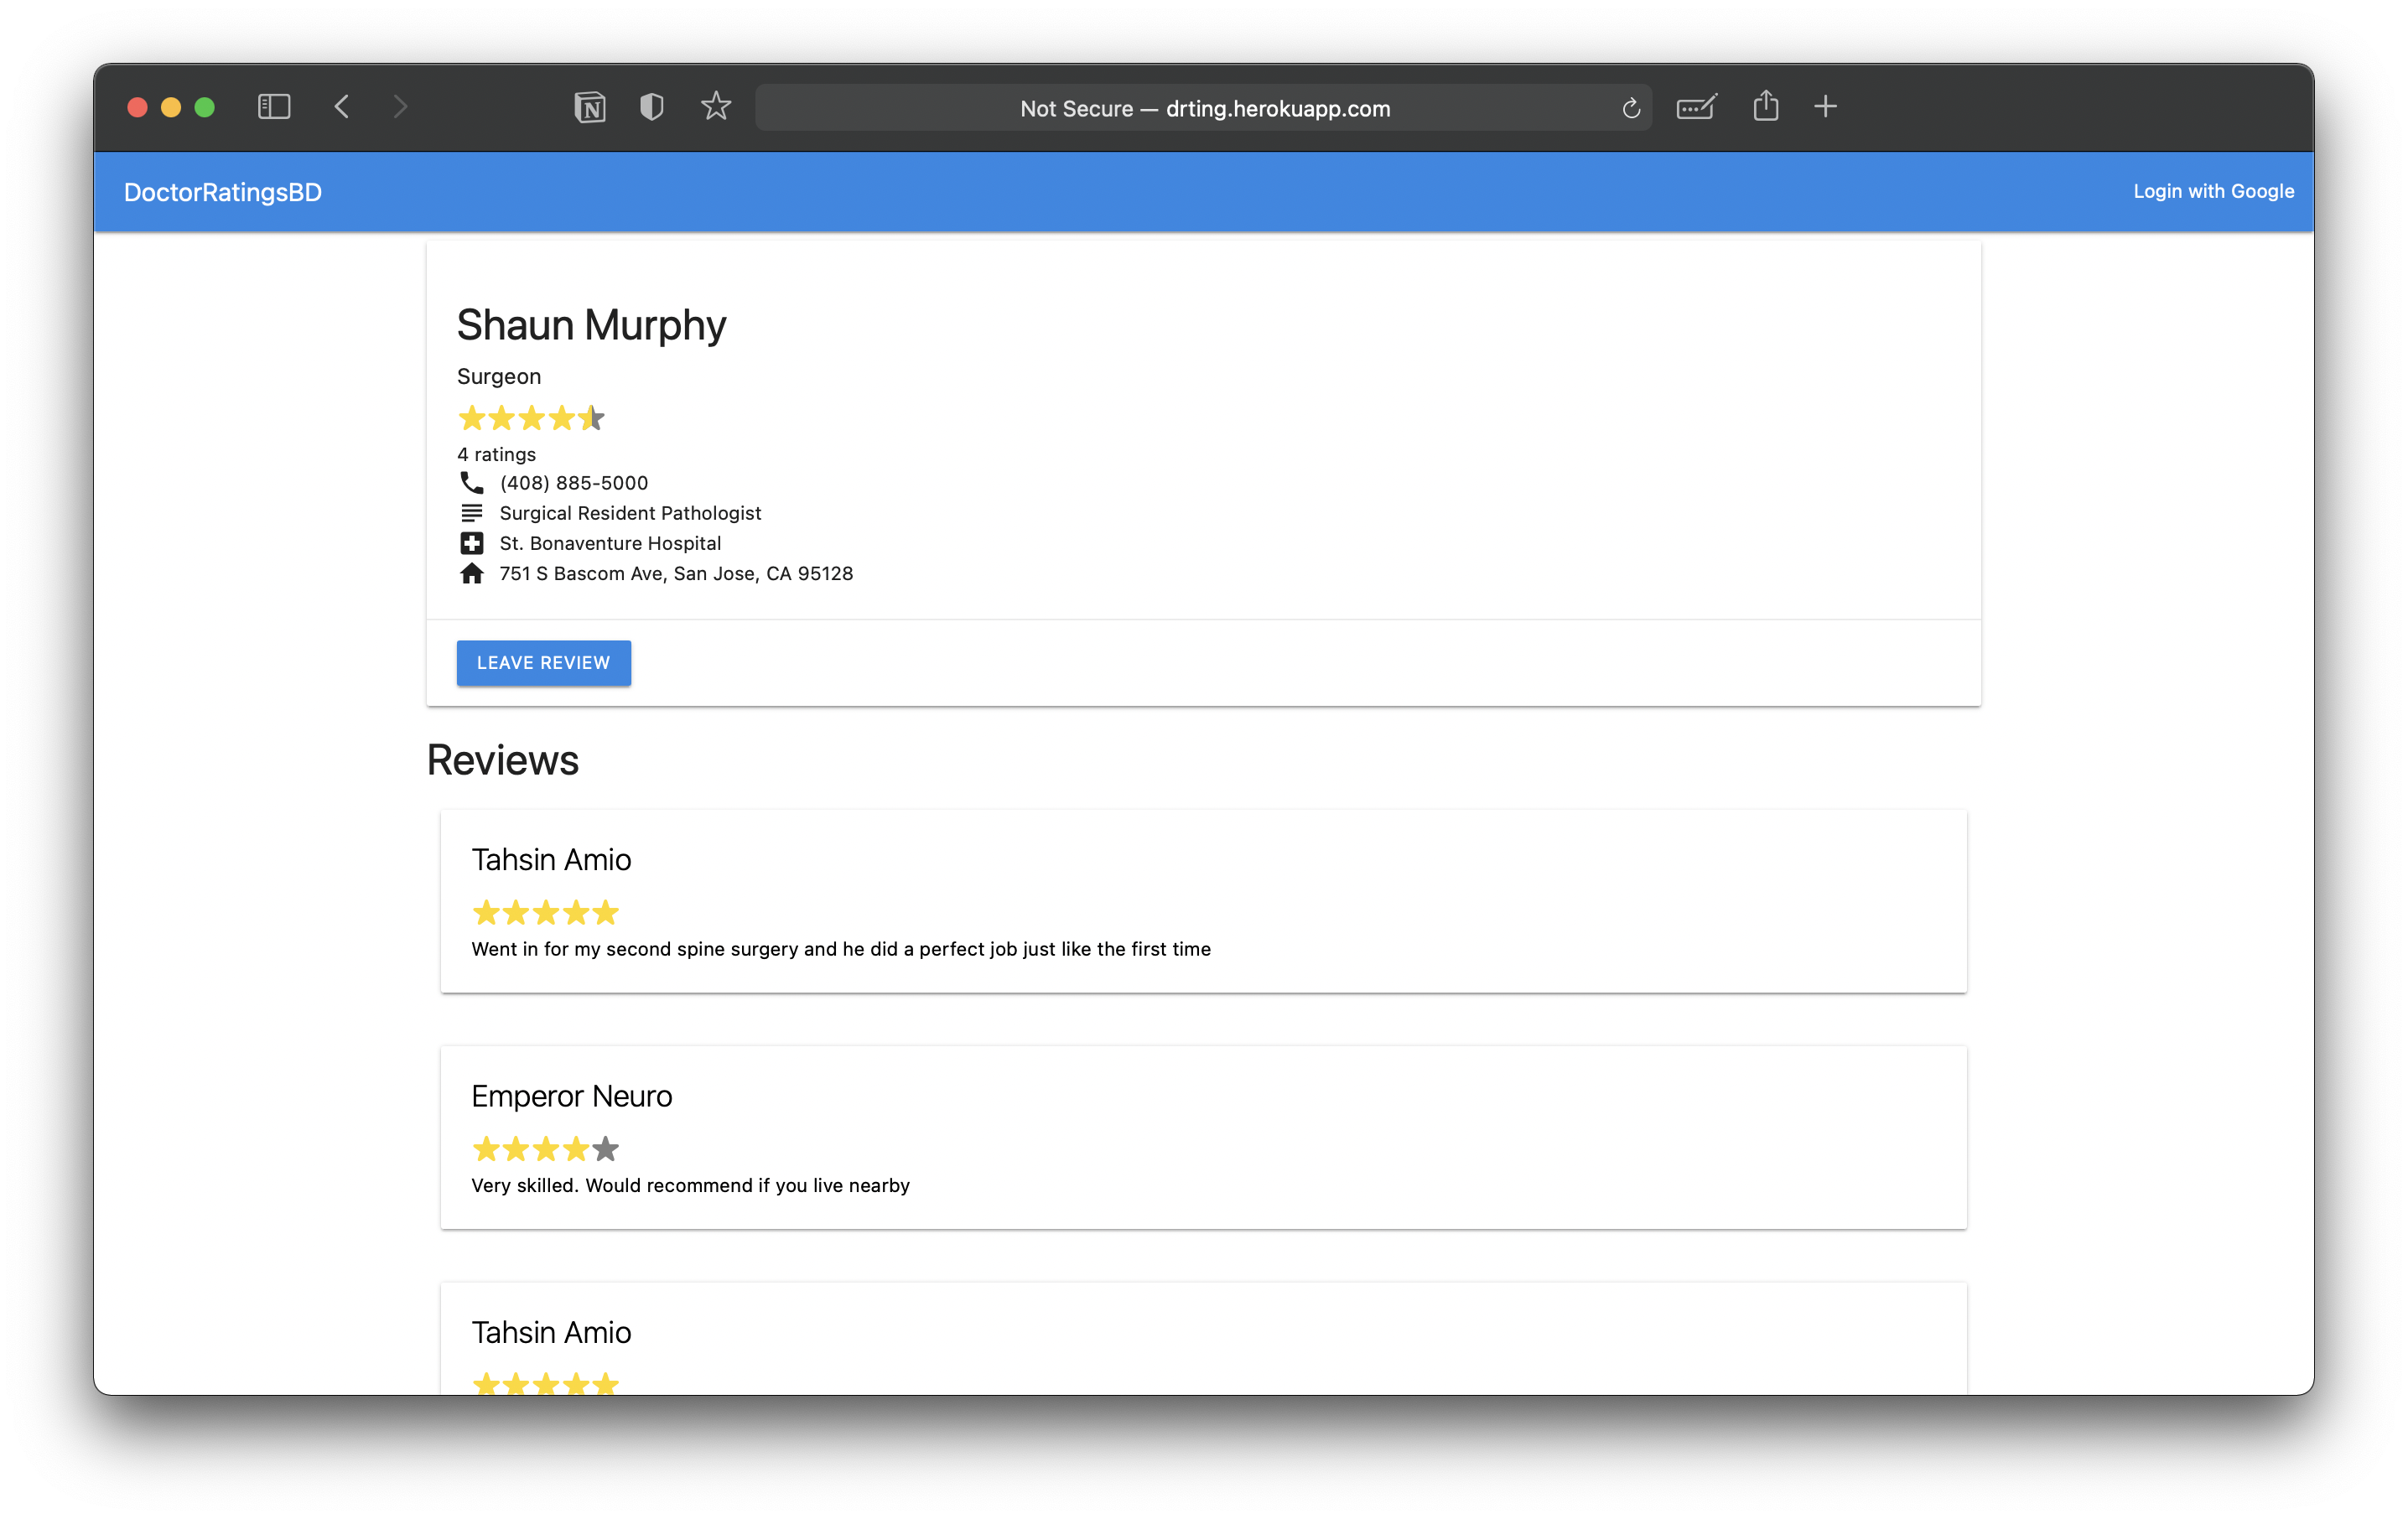 Not Secure — drting.herokuapp.com
DoctorRatingsBD
Login with Google
Shaun Murphy
Surgeon
4 ratings
(408) 885-5000
Surgical Resident Pathologist
St. Bonaventure Hospital
751 S Bascom Ave, San Jose, CA 95128
LEAVE REVIEW
Reviews
Tahsin Amio
Went in for my second spine surgery and he did a perfect job just like the first time
Emperor Neuro
Very skilled. Would recommend if you live nearby
Tahsin Amio